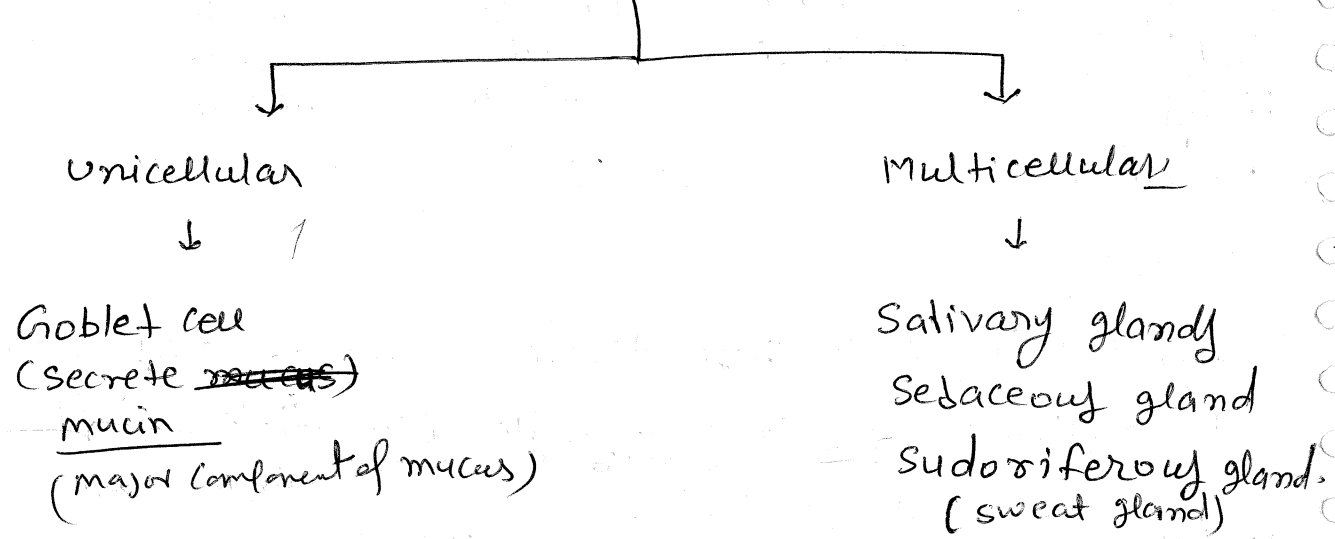 Unicellular
Multicellular
Goblet cell
(secrete mucus)
mucin
(major component of mucus)
Salivary glands
Sebaceous gland
Sudoriferous gland.
(sweat gland)